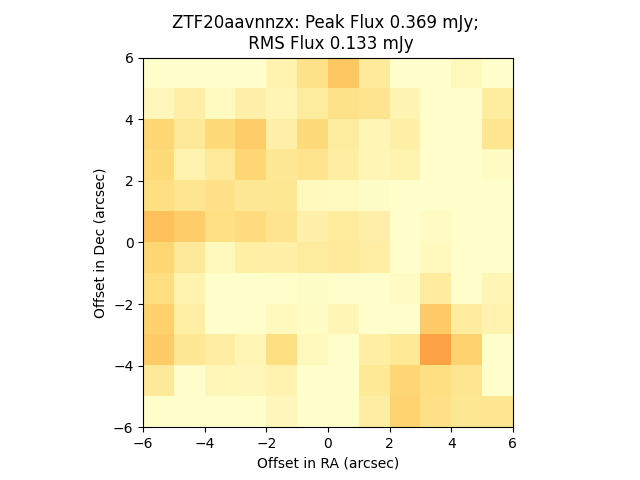 ZTF20aavnnzx: Peak Flux 0.369 mJy;
RMS Flux 0.133 mJy
6
4
2
0
−2
−4
−6
Offset in Dec (arcsec)
−6 −4 −2 0 2 4 6
Offset in RA (arcsec)